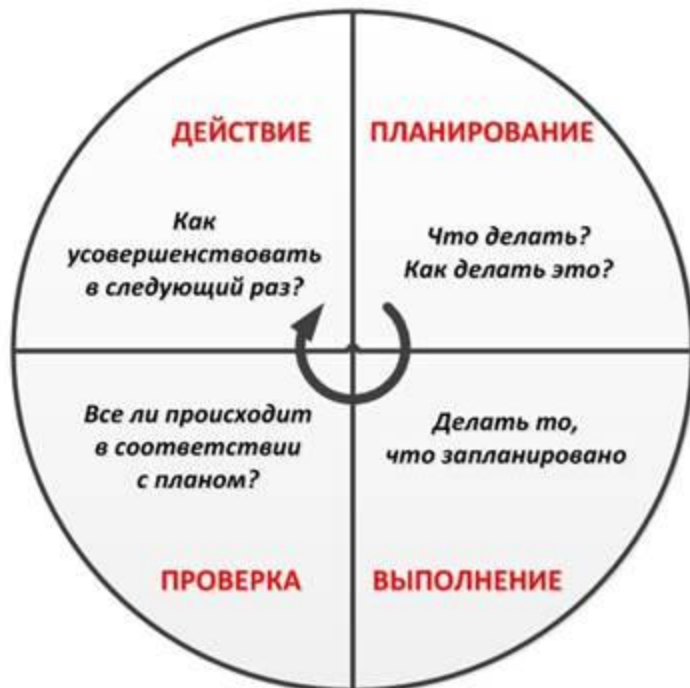 ДЕЙСТВИЕ
Как
усовершенствовать
в следующий раз?
ПЛАНИРОВАНИЕ
Что делать?
Как делать это?
Все ли происходит
в соответствии
с планом?
ПРОВЕРКА
Делать то,
что запланировано
ВЫПОЛНЕНИЕ